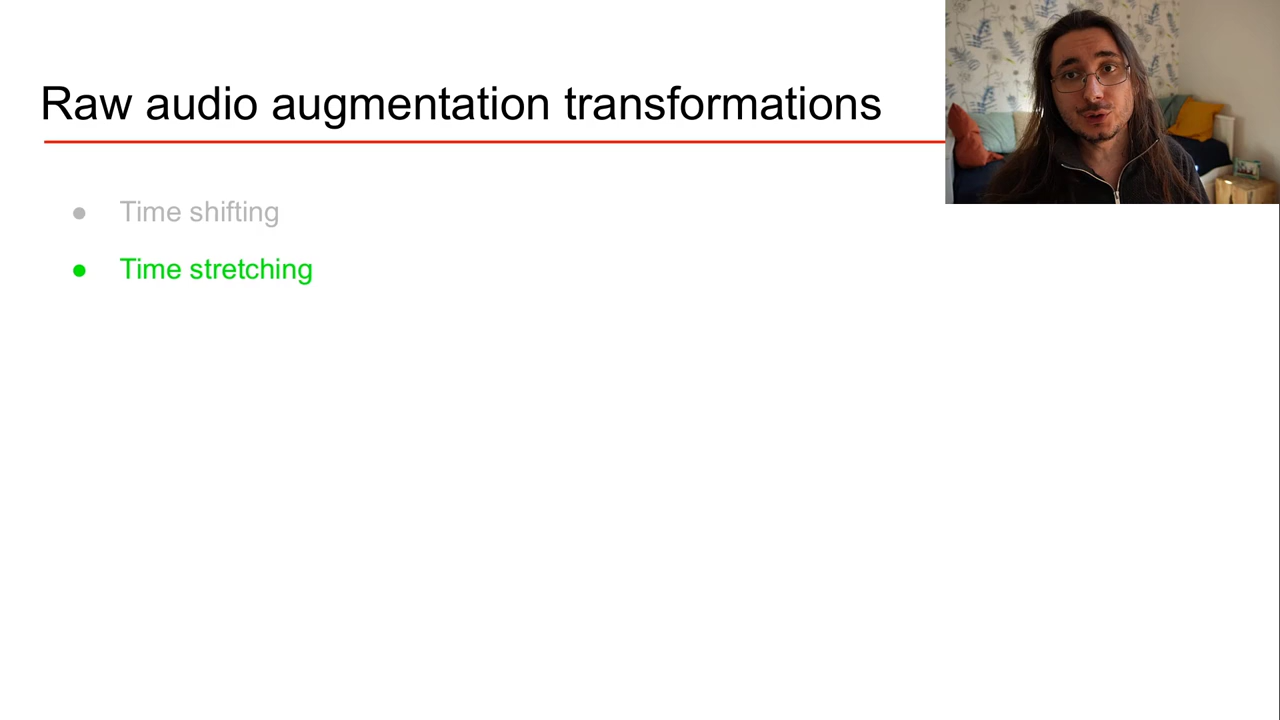 Raw audio augmentation transformations
● Time shifting
● Time stretching